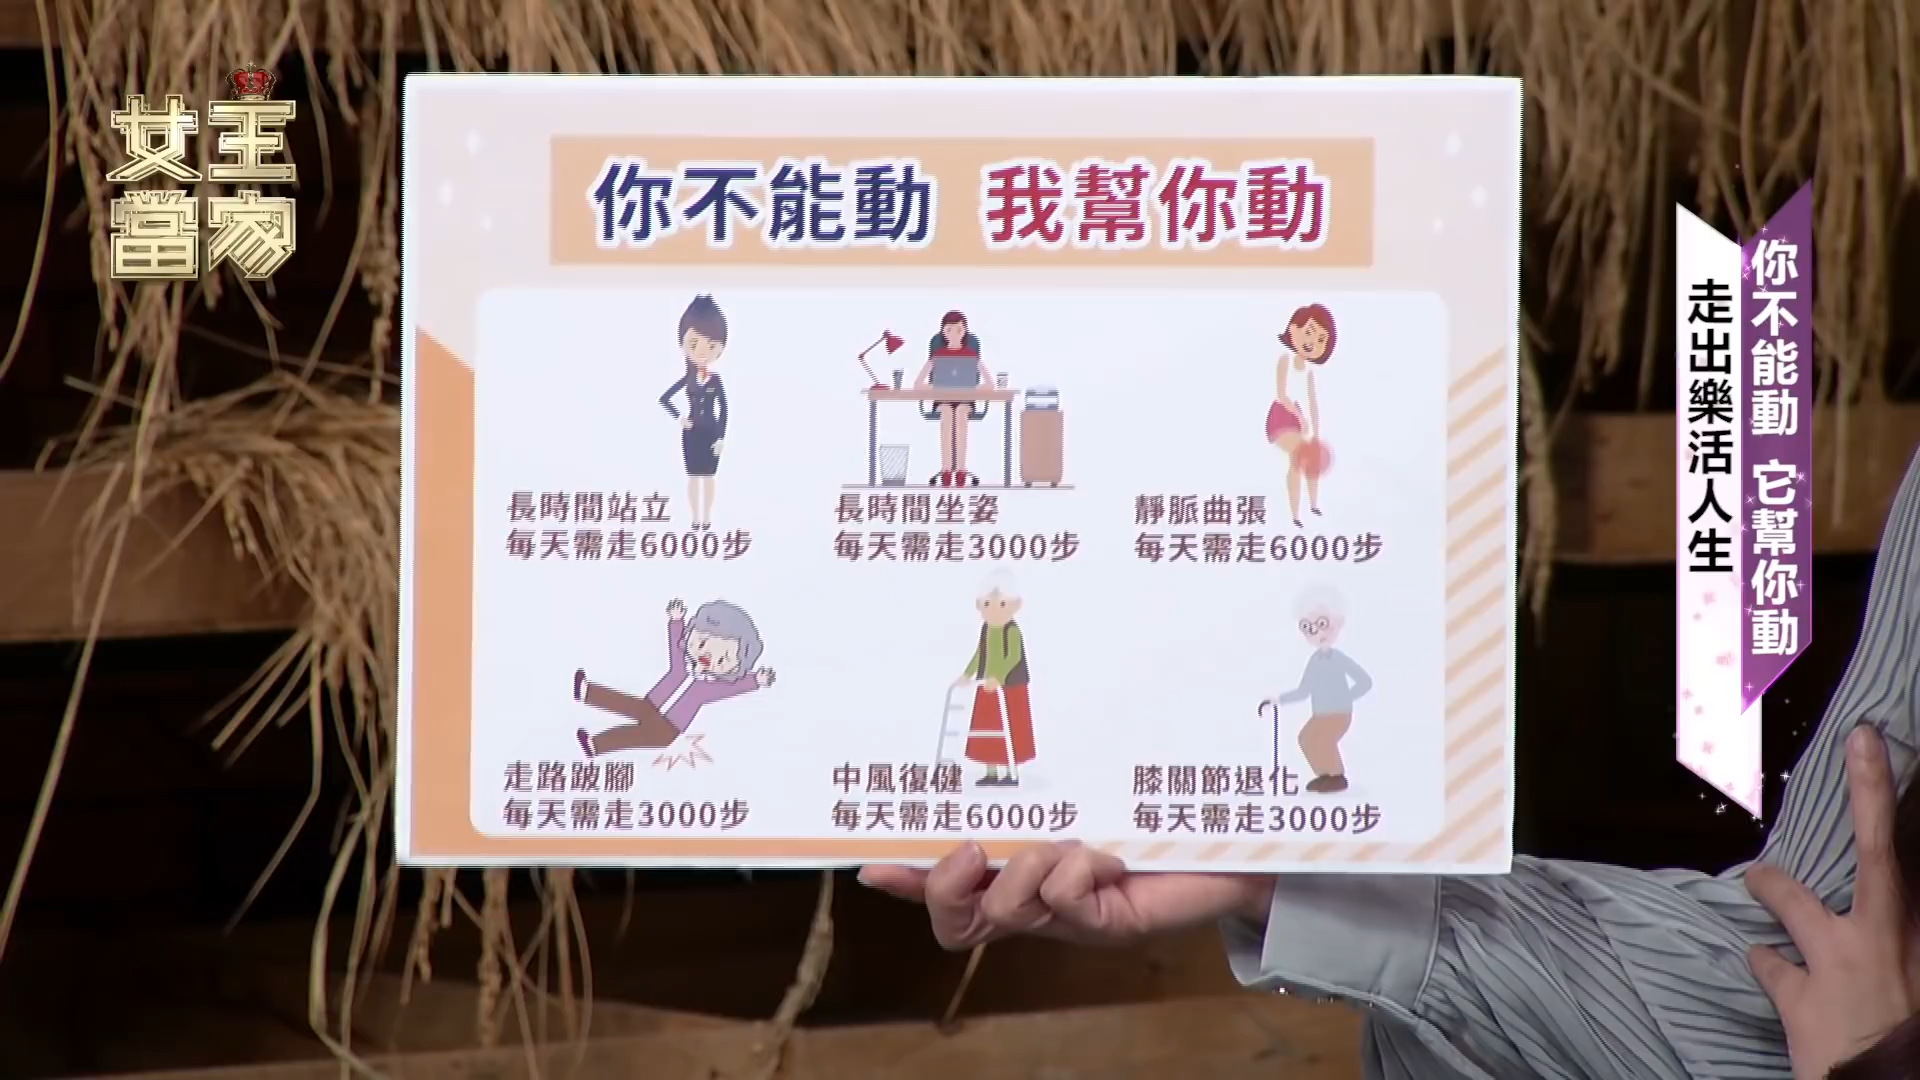 女王
當家
你不能動 我幫你動
長時間站立
每天需走6000步
長時間坐姿
每天需走3000步
靜脈曲張
每天需走6000步
走路跛腳
每天需走3000步
中風復健
每天需走6000步
膝關節退化
每天需走3000步
你不能動 它幫你動
走出樂活人生